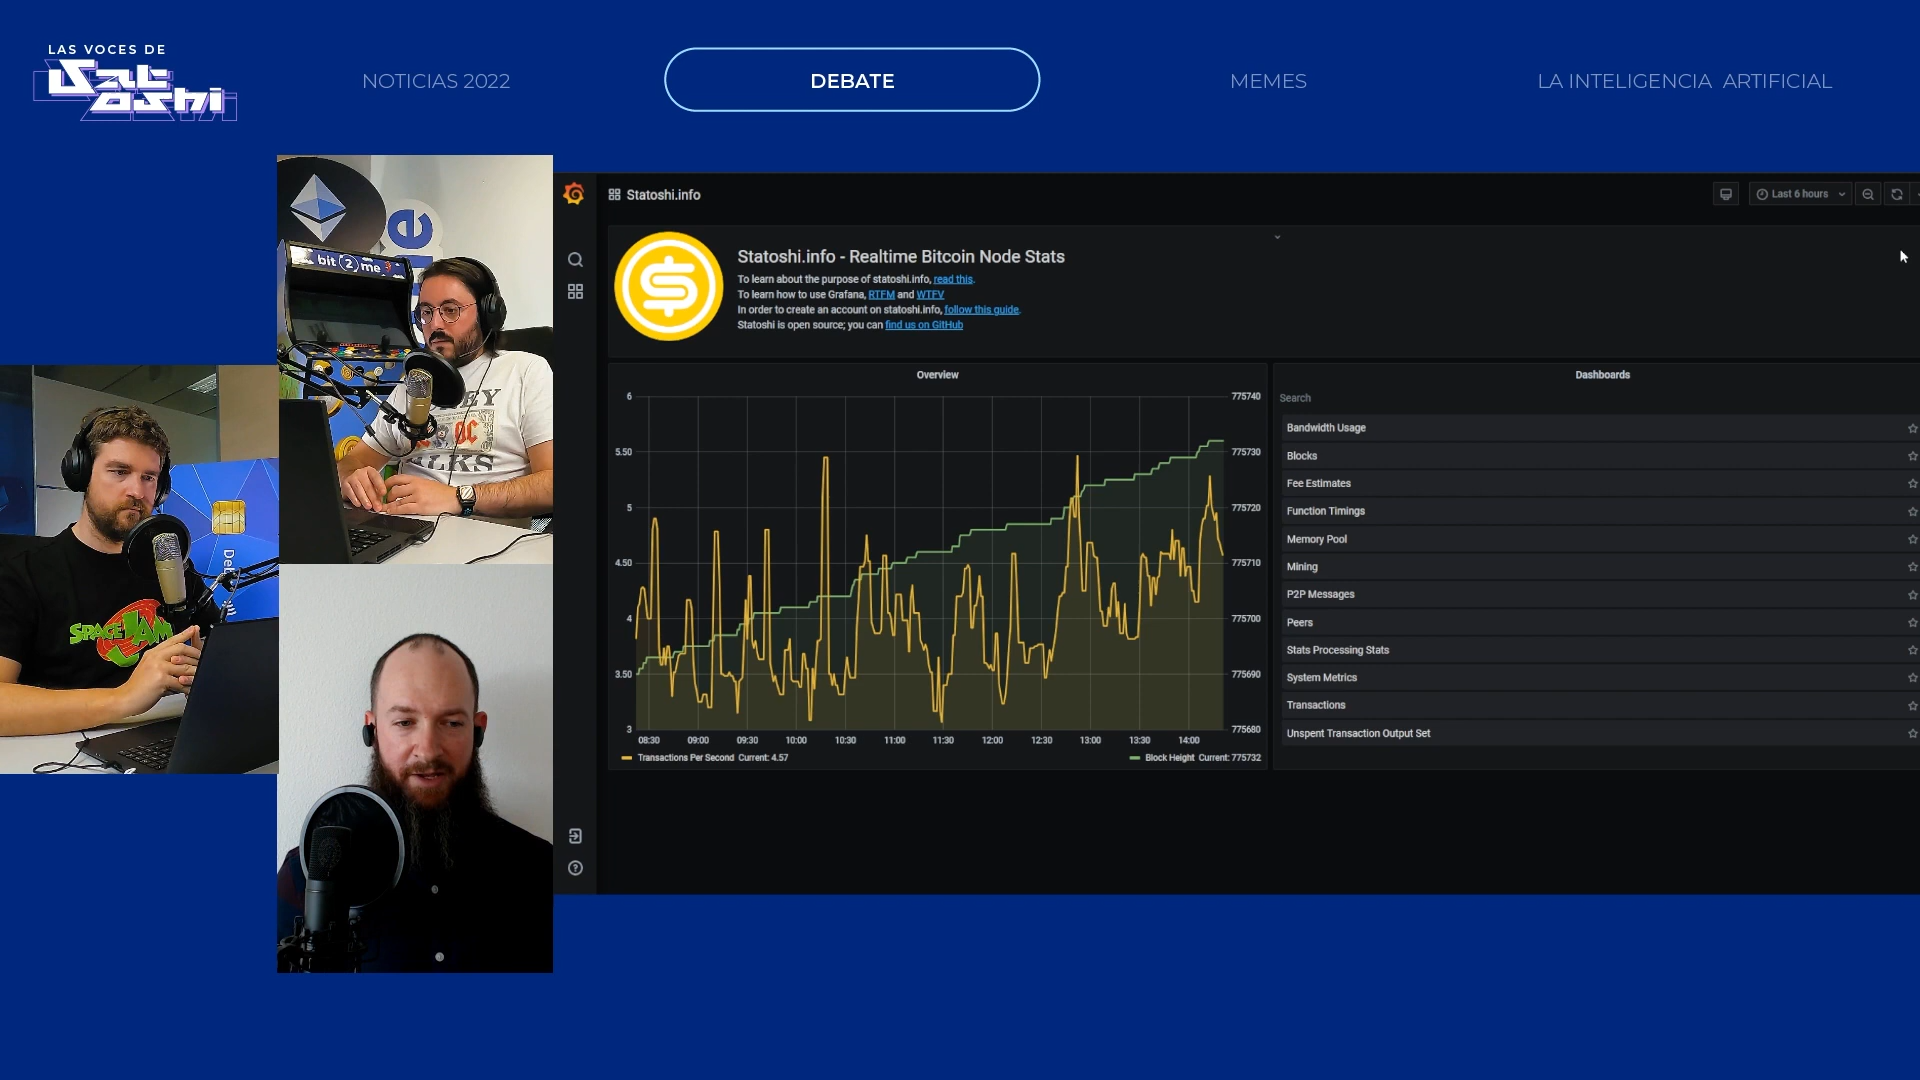 LAS VOCES DE
Satoshi
NOTICIAS 2022
DEBATE
MEMES
LA INTELIGENCIA ARTIFICIAL
bit 2 me
e
TALKS
SPACE JAM
Statoshi.info
Last 6 hours
Statoshi.info - Realtime Bitcoin Node Stats
To learn about the purpose of statoshi.info, read this.
To learn how to use Grafana, RTFM and WTFV
In order to create an account on statoshi.info, follow this guide.
Statoshi is open source; you can find us on GitHub
Overview
6
5.50
5
4.50
4
3.50
3
775740
775730
775720
775710
775700
775690
775680
08:30 09:00 09:30 10:00 10:30 11:00 11:30 12:00 12:30 13:00 13:30 14:00
Transactions Per Second Current: 4.57
Block Height Current: 775732
Dashboards
Search
Bandwidth Usage
Blocks
Fee Estimates
Function Timings
Memory Pool
Mining
P2P Messages
Peers
Stats Processing Stats
System Metrics
Transactions
Unspent Transaction Output Set